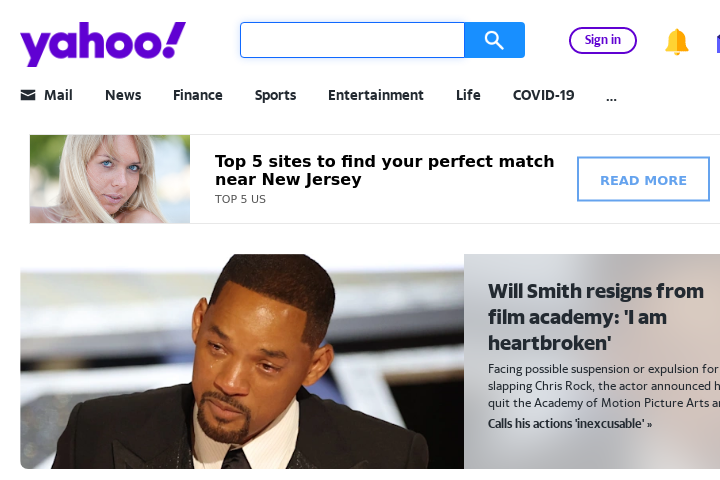 yahoo!
Sign in
Mail
News
Finance
Sports
Entertainment
Life
COVID-19
...
Top 5 sites to find your perfect match
near New Jersey
TOP 5 US
READ MORE
Will Smith resigns from
film academy: 'I am
heartbroken'
Facing possible suspension or expulsion for
slapping Chris Rock, the actor announced h
quit the Academy of Motion Picture Arts a
Calls his actions 'inexcusable' »